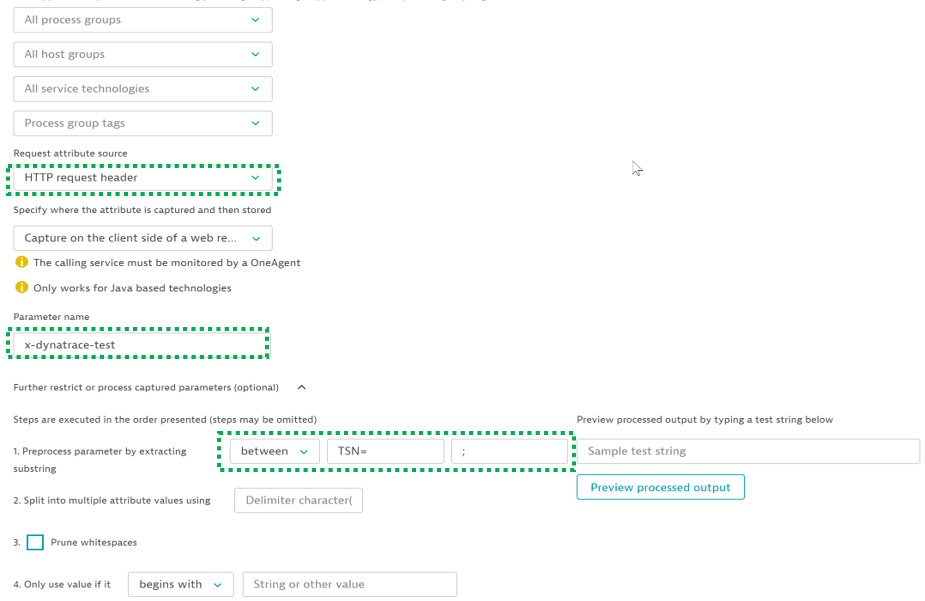 All process groups
All host groups
All service technologies
Process group tags
Request attribute source
HTTP request header
Specify where the attribute is captured and then stored
Capture on the client side of a web re...
The calling service must be monitored by a OneAgent
Only works for Java based technologies
Parameter name
x-dynatrace-test
Further restrict or process captured parameters (optional)
Steps are executed in the order presented (steps may be omitted)
Preview processed output by typing a test string below
1. Preprocess parameter by extracting substring
between
TSN=
;
Sample test string
Preview processed output
2. Split into multiple attribute values using
Delimiter character(
3. Prune whitespaces
4. Only use value if it
begins with
String or other value